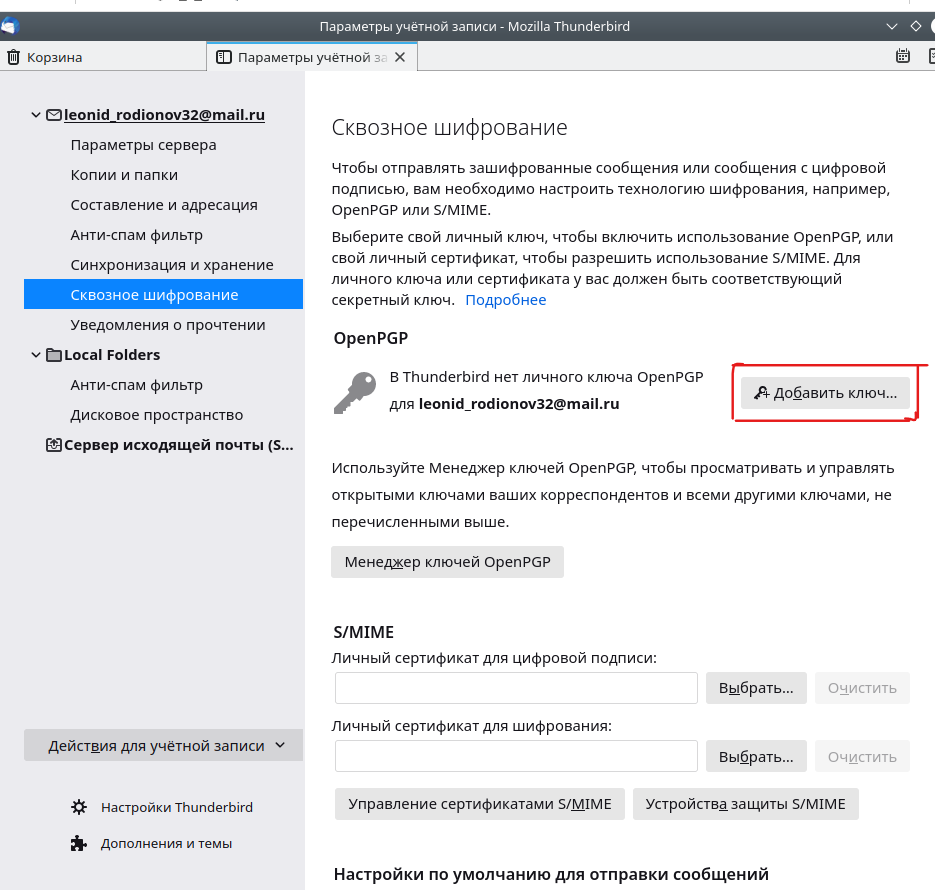 Параметры учётной записи - Mozilla Thunderbird
Корзина
Параметры учётной за
leonid_rodionov32@mail.ru
Параметры сервера
Копии и папки
Составление и адресация
Анти-спам фильтр
Синхронизация и хранение
Сквозное шифрование
Уведомления о прочтении
Local Folders
Анти-спам фильтр
Дисковое пространство
Сервер исходящей почты (S...
Действия для учётной записи
Настройки Thunderbird
Дополнения и темы
Сквозное шифрование
Чтобы отправлять зашифрованные сообщения или сообщения с цифровой
подписью, вам необходимо настроить технологию шифрования, например,
OpenPGP или S/MIME.
Выберите свой личный ключ, чтобы включить использование OpenPGP, или
свой личный сертификат, чтобы разрешить использование S/MIME. Для
личного ключа или сертификата у вас должен быть соответствующий
секретный ключ. Подробнее
OpenPGP
В Thunderbird нет личного ключа OpenPGP
для leonid_rodionov32@mail.ru
Добавить ключ...
Используйте Менеджер ключей OpenPGP, чтобы просматривать и управлять
открытыми ключами ваших корреспондентов и всеми другими ключами, не
перечисленными выше.
Менеджер ключей OpenPGP
S/MIME
Личный сертификат для цифровой подписи:
Выбрать... Очистить
Личный сертификат для шифрования:
Выбрать... Очистить
Управление сертификатами S/MIME Устройства защиты S/MIME
Настройки по умолчанию для отправки сообщений